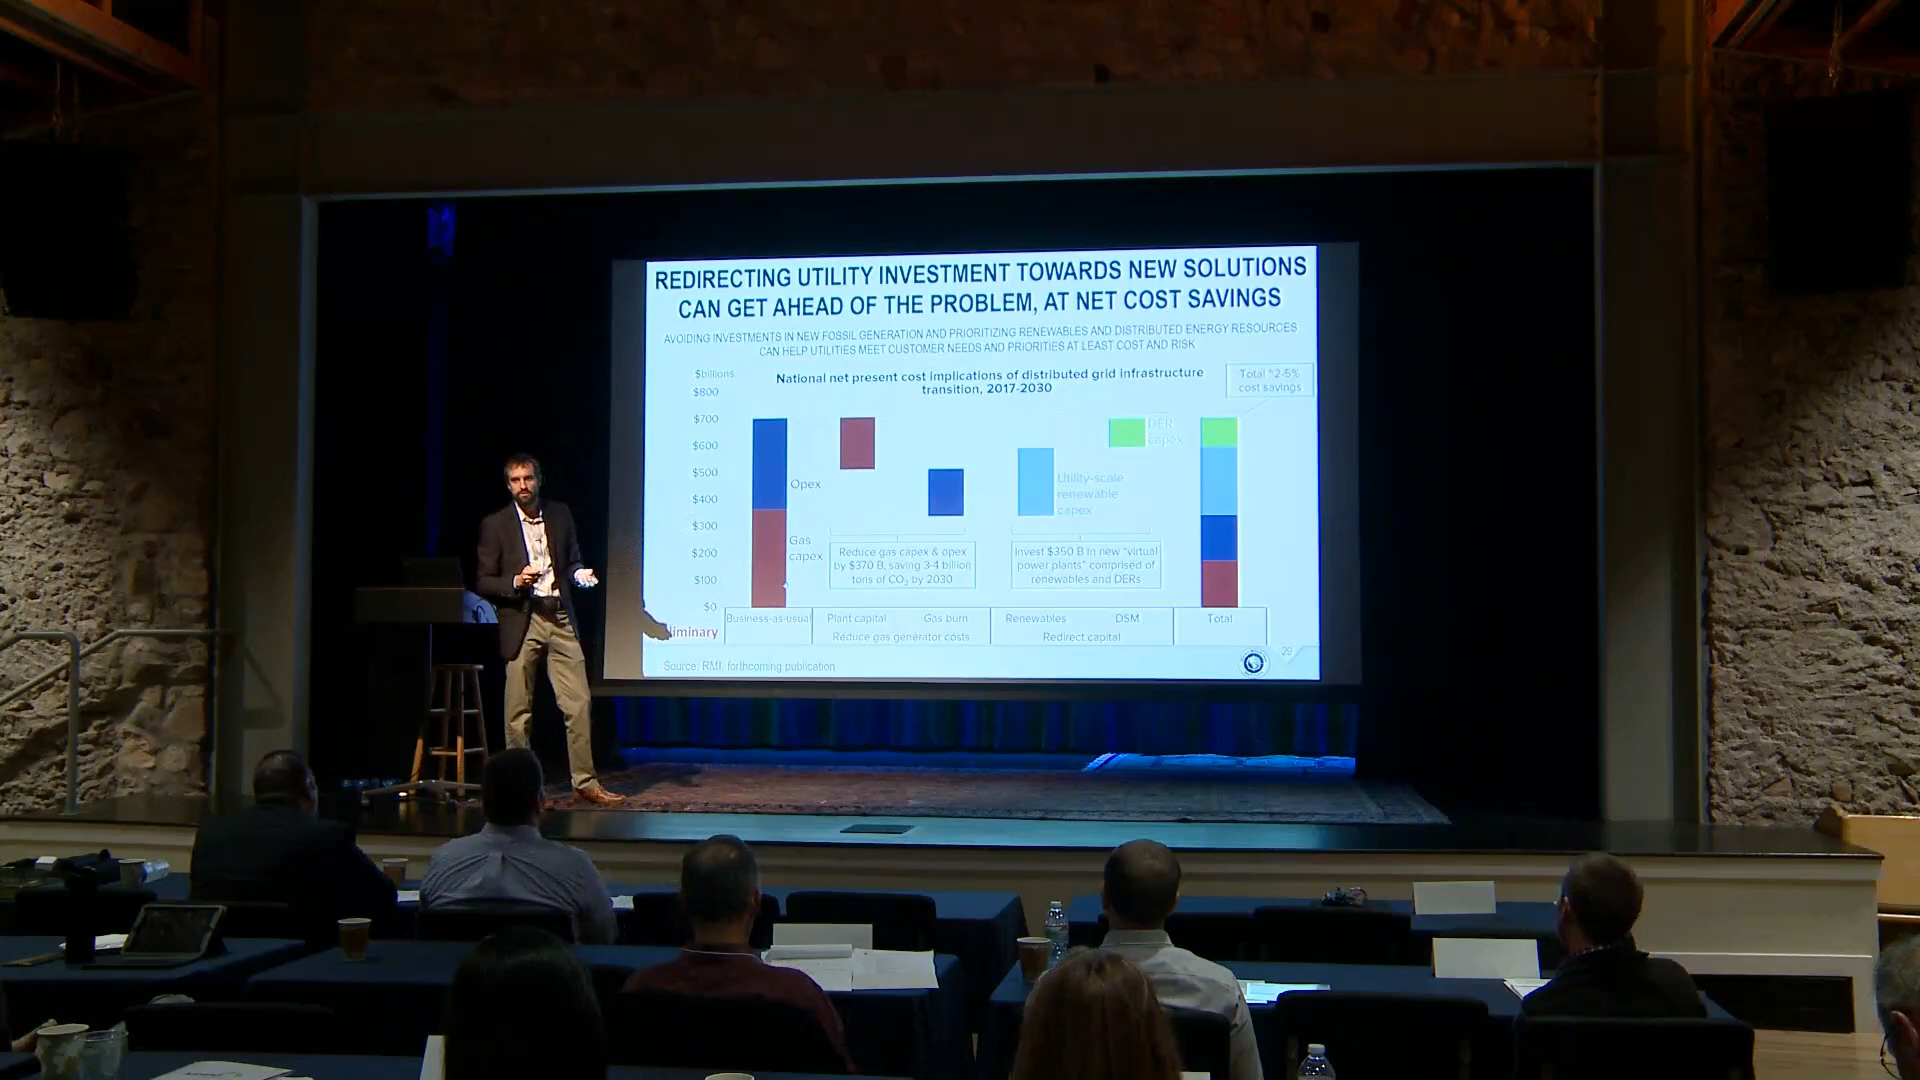 REDIRECTING UTILITY INVESTMENT TOWARDS NEW SOLUTIONS
CAN GET AHEAD OF THE PROBLEM, AT NET COST SAVINGS
AVOIDING INVESTMENTS IN NEW FOSSIL GENERATION AND PRIORITIZING RENEWABLES AND DISTRIBUTED ENERGY RESOURCES
CAN HELP UTILITIES MEET CUSTOMER NEEDS AND PRIORITIES AT LEAST COST AND RISK
$billions
National net present cost implications of distributed grid infrastructure
transition, 2017-2030
Total ~2-5%
cost savings
$800
$700
$600
$500
$400
$300
$200
$100
$0
Opex
Gas
capex
Utility-scale
renewable
capex
DER
capex
Reduce gas capex & opex
by $370 B, saving 3-4 billion
tons of CO2 by 2030
Invest $350 B in new "virtual
power plants" comprised of
renewables and DERs
Business-as-usual
Plant capital
Gas burn
Renewables
DSM
Total
Reduce gas generator costs
Redirect capital
liminary
Source: RMI, forthcoming publication
29